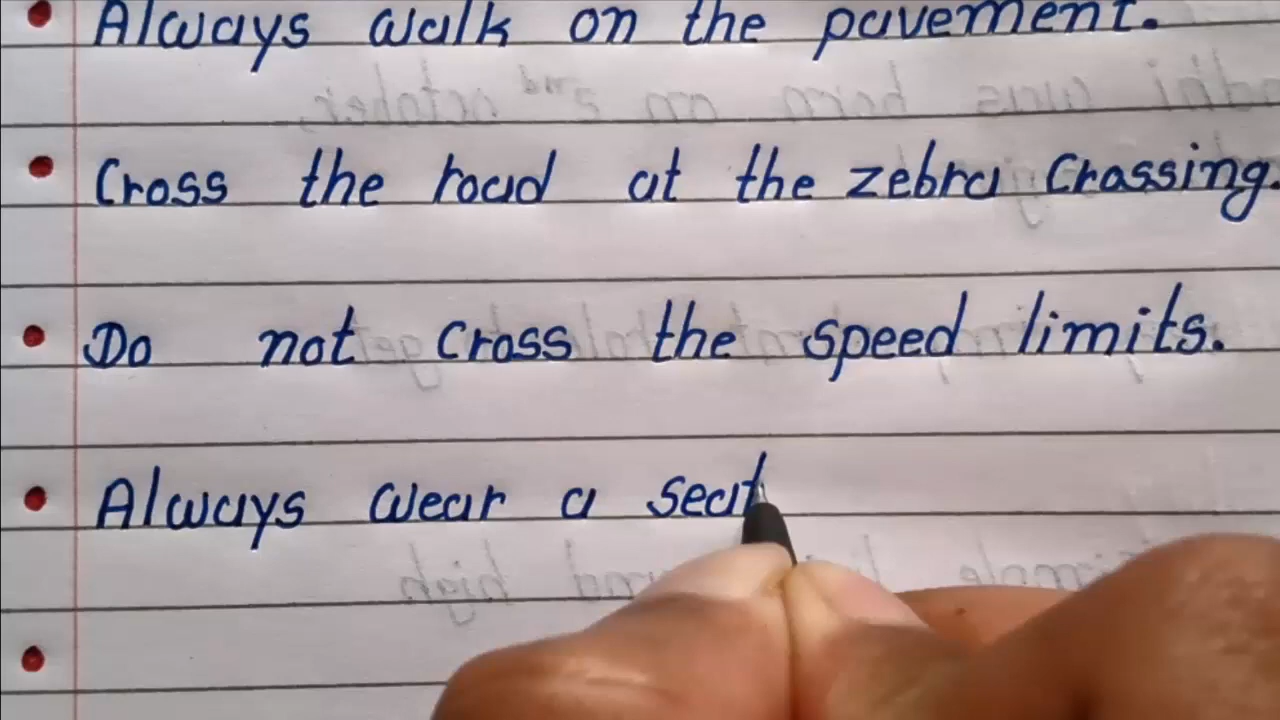 Always walk on the pavement.
Cross the road at the zebra Crossing.
Do not Cross the speed limits.
Always wear a seat